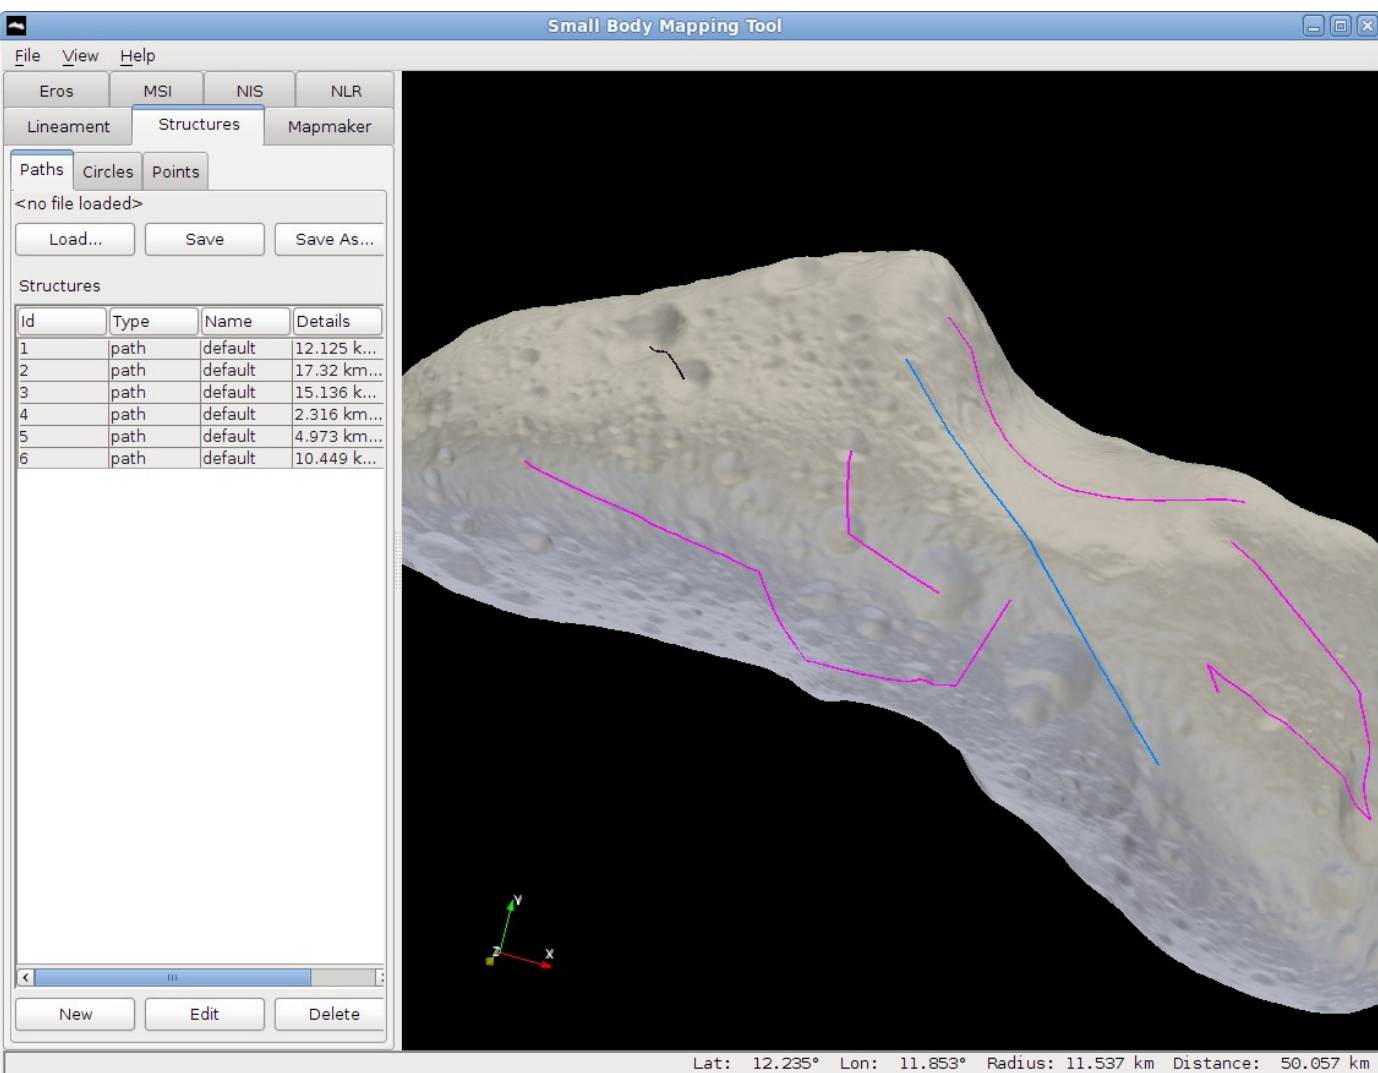 Small Body Mapping Tool
File View Help
Eros MSI NIS NLR
Lineament Structures Mapmaker
Paths Circles Points
<no file loaded>
Load... Save Save As...
Structures
Id Type Name Details
1 path default 12.125 k...
2 path default 17.32 km...
3 path default 15.136 k...
4 path default 2.316 km...
5 path default 4.973 km...
6 path default 10.449 k...
Y
Z X
New Edit Delete
Lat: 12.235° Lon: 11.853° Radius: 11.537 km Distance: 50.057 km